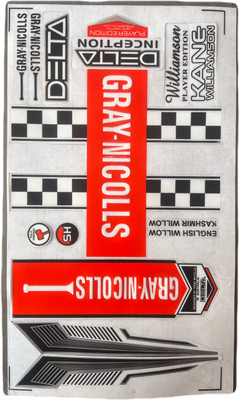 GRAY-NICOLLS
GRAY-NICOLLS
DELTA
PLAYER EDITION
DELTA
INCEPTION
Williamson
PLAYER EDITION
KANE
WILLIAMSON
GRAY-NICOLLS
HS
ENGLISH WILLOW
KASHMIR WILLOW
GRAY-NICOLLS